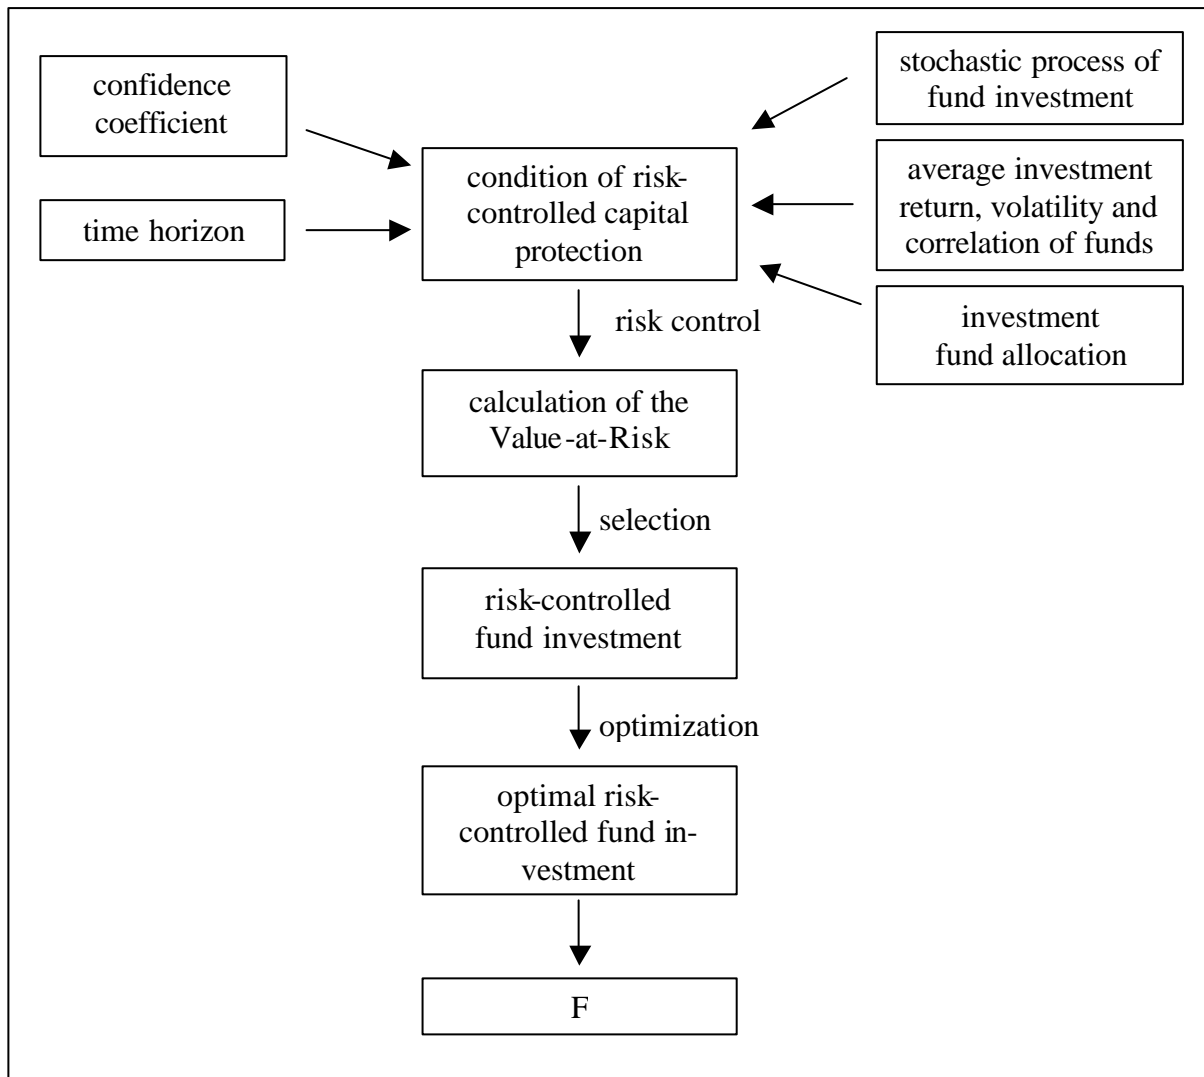 confidence
coefficient
time horizon
stochastic process of
fund investment
average investment
return, volatility and
correlation of funds
investment
fund allocation
condition of risk-
controlled capital
protection
risk control
calculation of the
Value-at-Risk
selection
risk-controlled
fund investment
optimization
optimal risk-
controlled fund in-
vestment
F